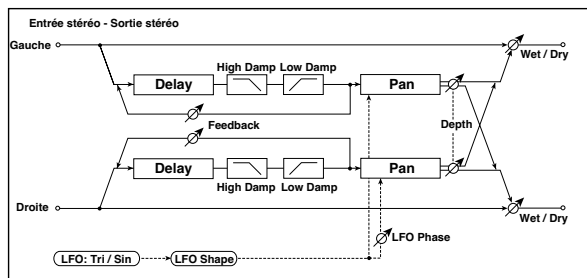 Entrée stéréo - Sortie stéréo
Gauche
Wet / Dry
High Damp Low Damp
Delay
Pan
Feedback
Depth
Delay
Pan
High Damp Low Damp
Droite
Wet / Dry
LFO Phase
LFO: Tri / Sin
LFO Shape